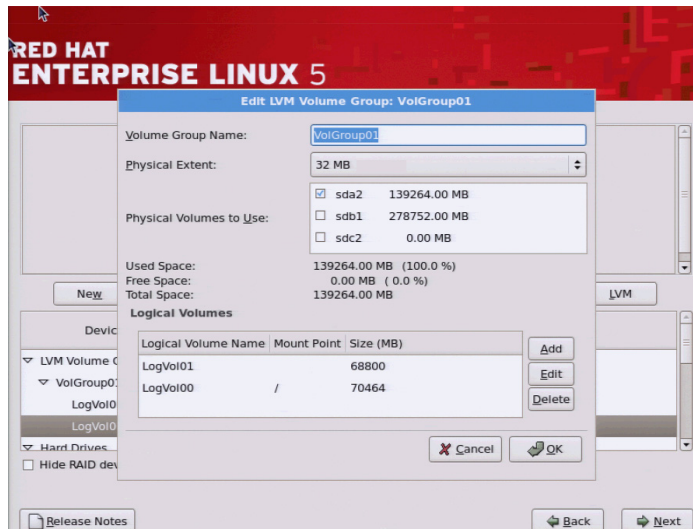 RED HAT
ENTERPRISE LINUX 5
Edit LVM Volume Group: VolGroup01
Volume Group Name: VolGroup01
Physical Extent: 32 MB
Physical Volumes to Use:
sda2 139264.00 MB
sdb1 278752.00 MB
sdc2 0.00 MB
Used Space: 139264.00 MB (100.0 %)
Free Space: 0.00 MB ( 0.0 %)
Total Space: 139264.00 MB
Logical Volumes
Logical Volume Name Mount Point Size (MB)
LogVol01 68800
LogVol00 / 70464
Add
Edit
Delete
Cancel OK
New LVM
Devic
LVM Volume G
VolGroup01
LogVol0
LogVol0
Hard Drives
Hide RAID dev
Release Notes Back Next